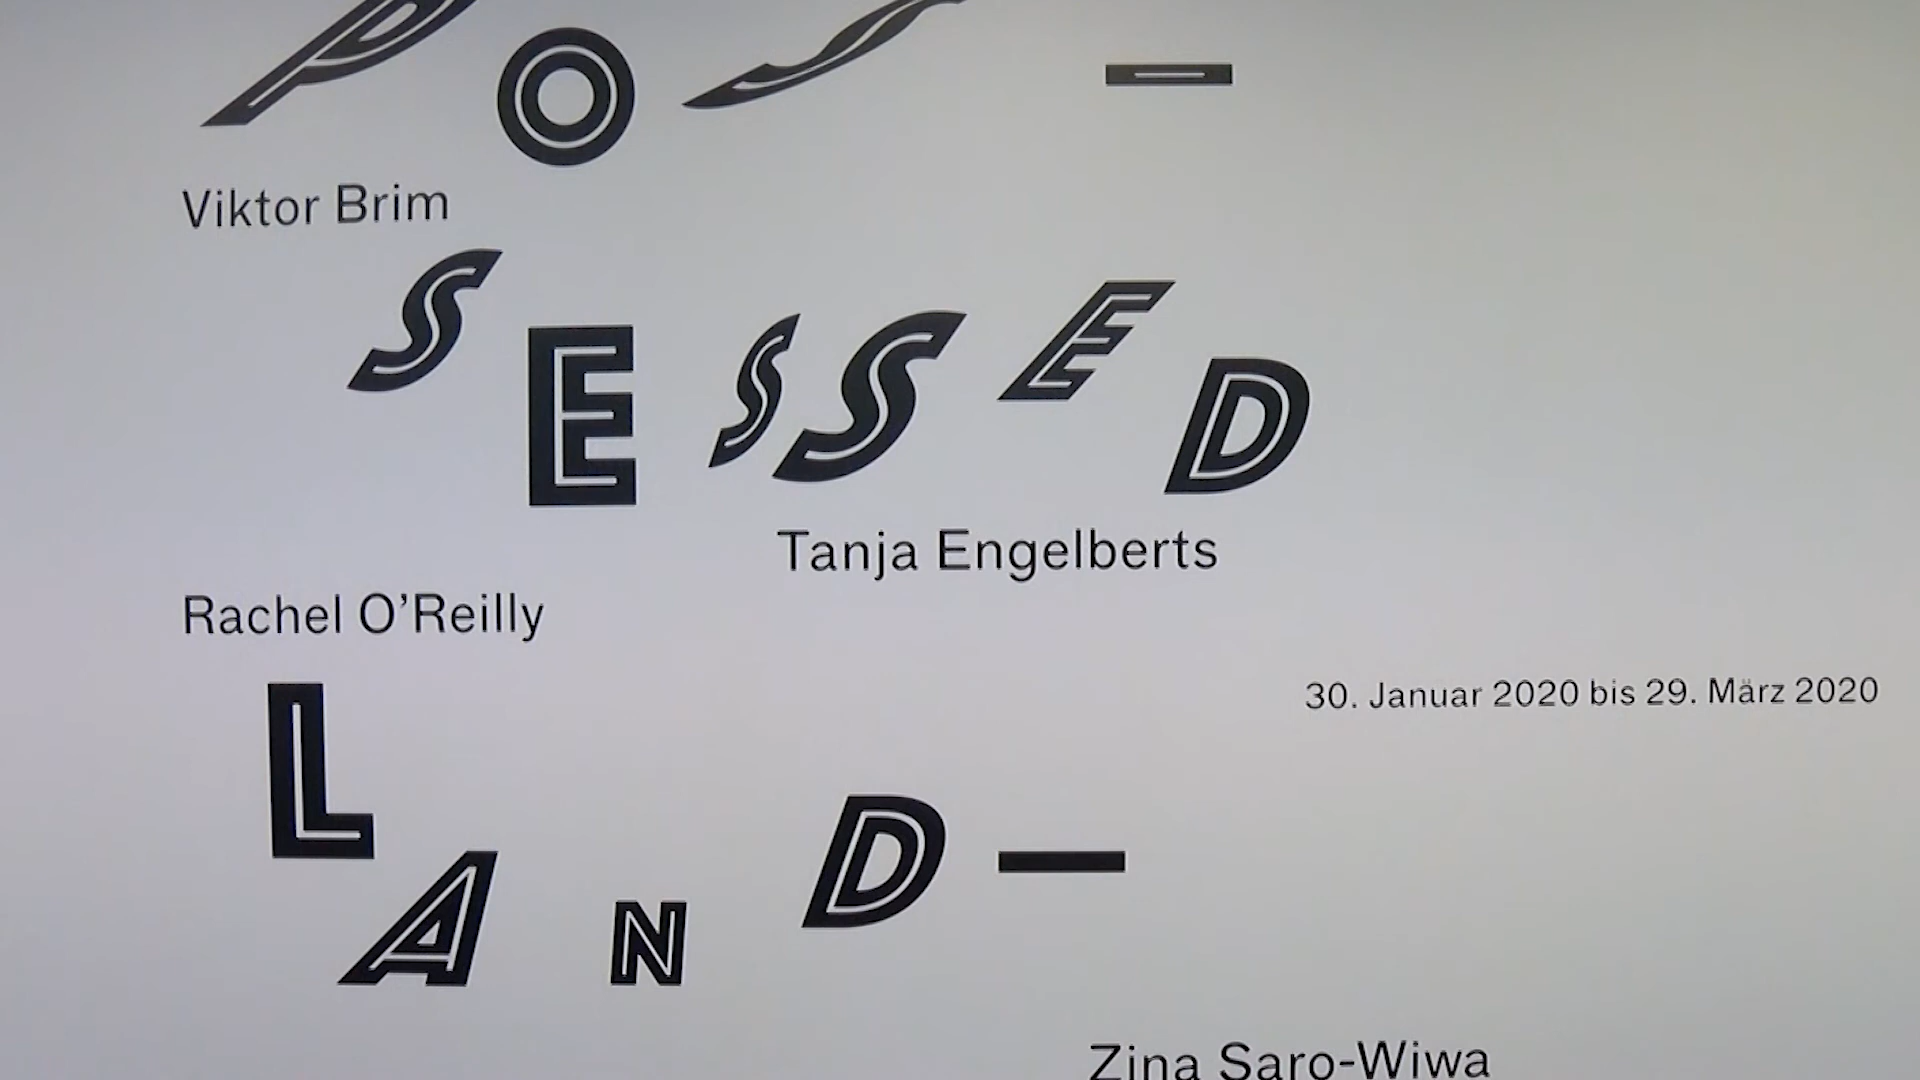 POS-
Viktor Brim
SESSED
Tanja Engelberts
Rachel O’Reilly
30. Januar 2020 bis 29. März 2020
LAND-
Zina Saro-Wiwa